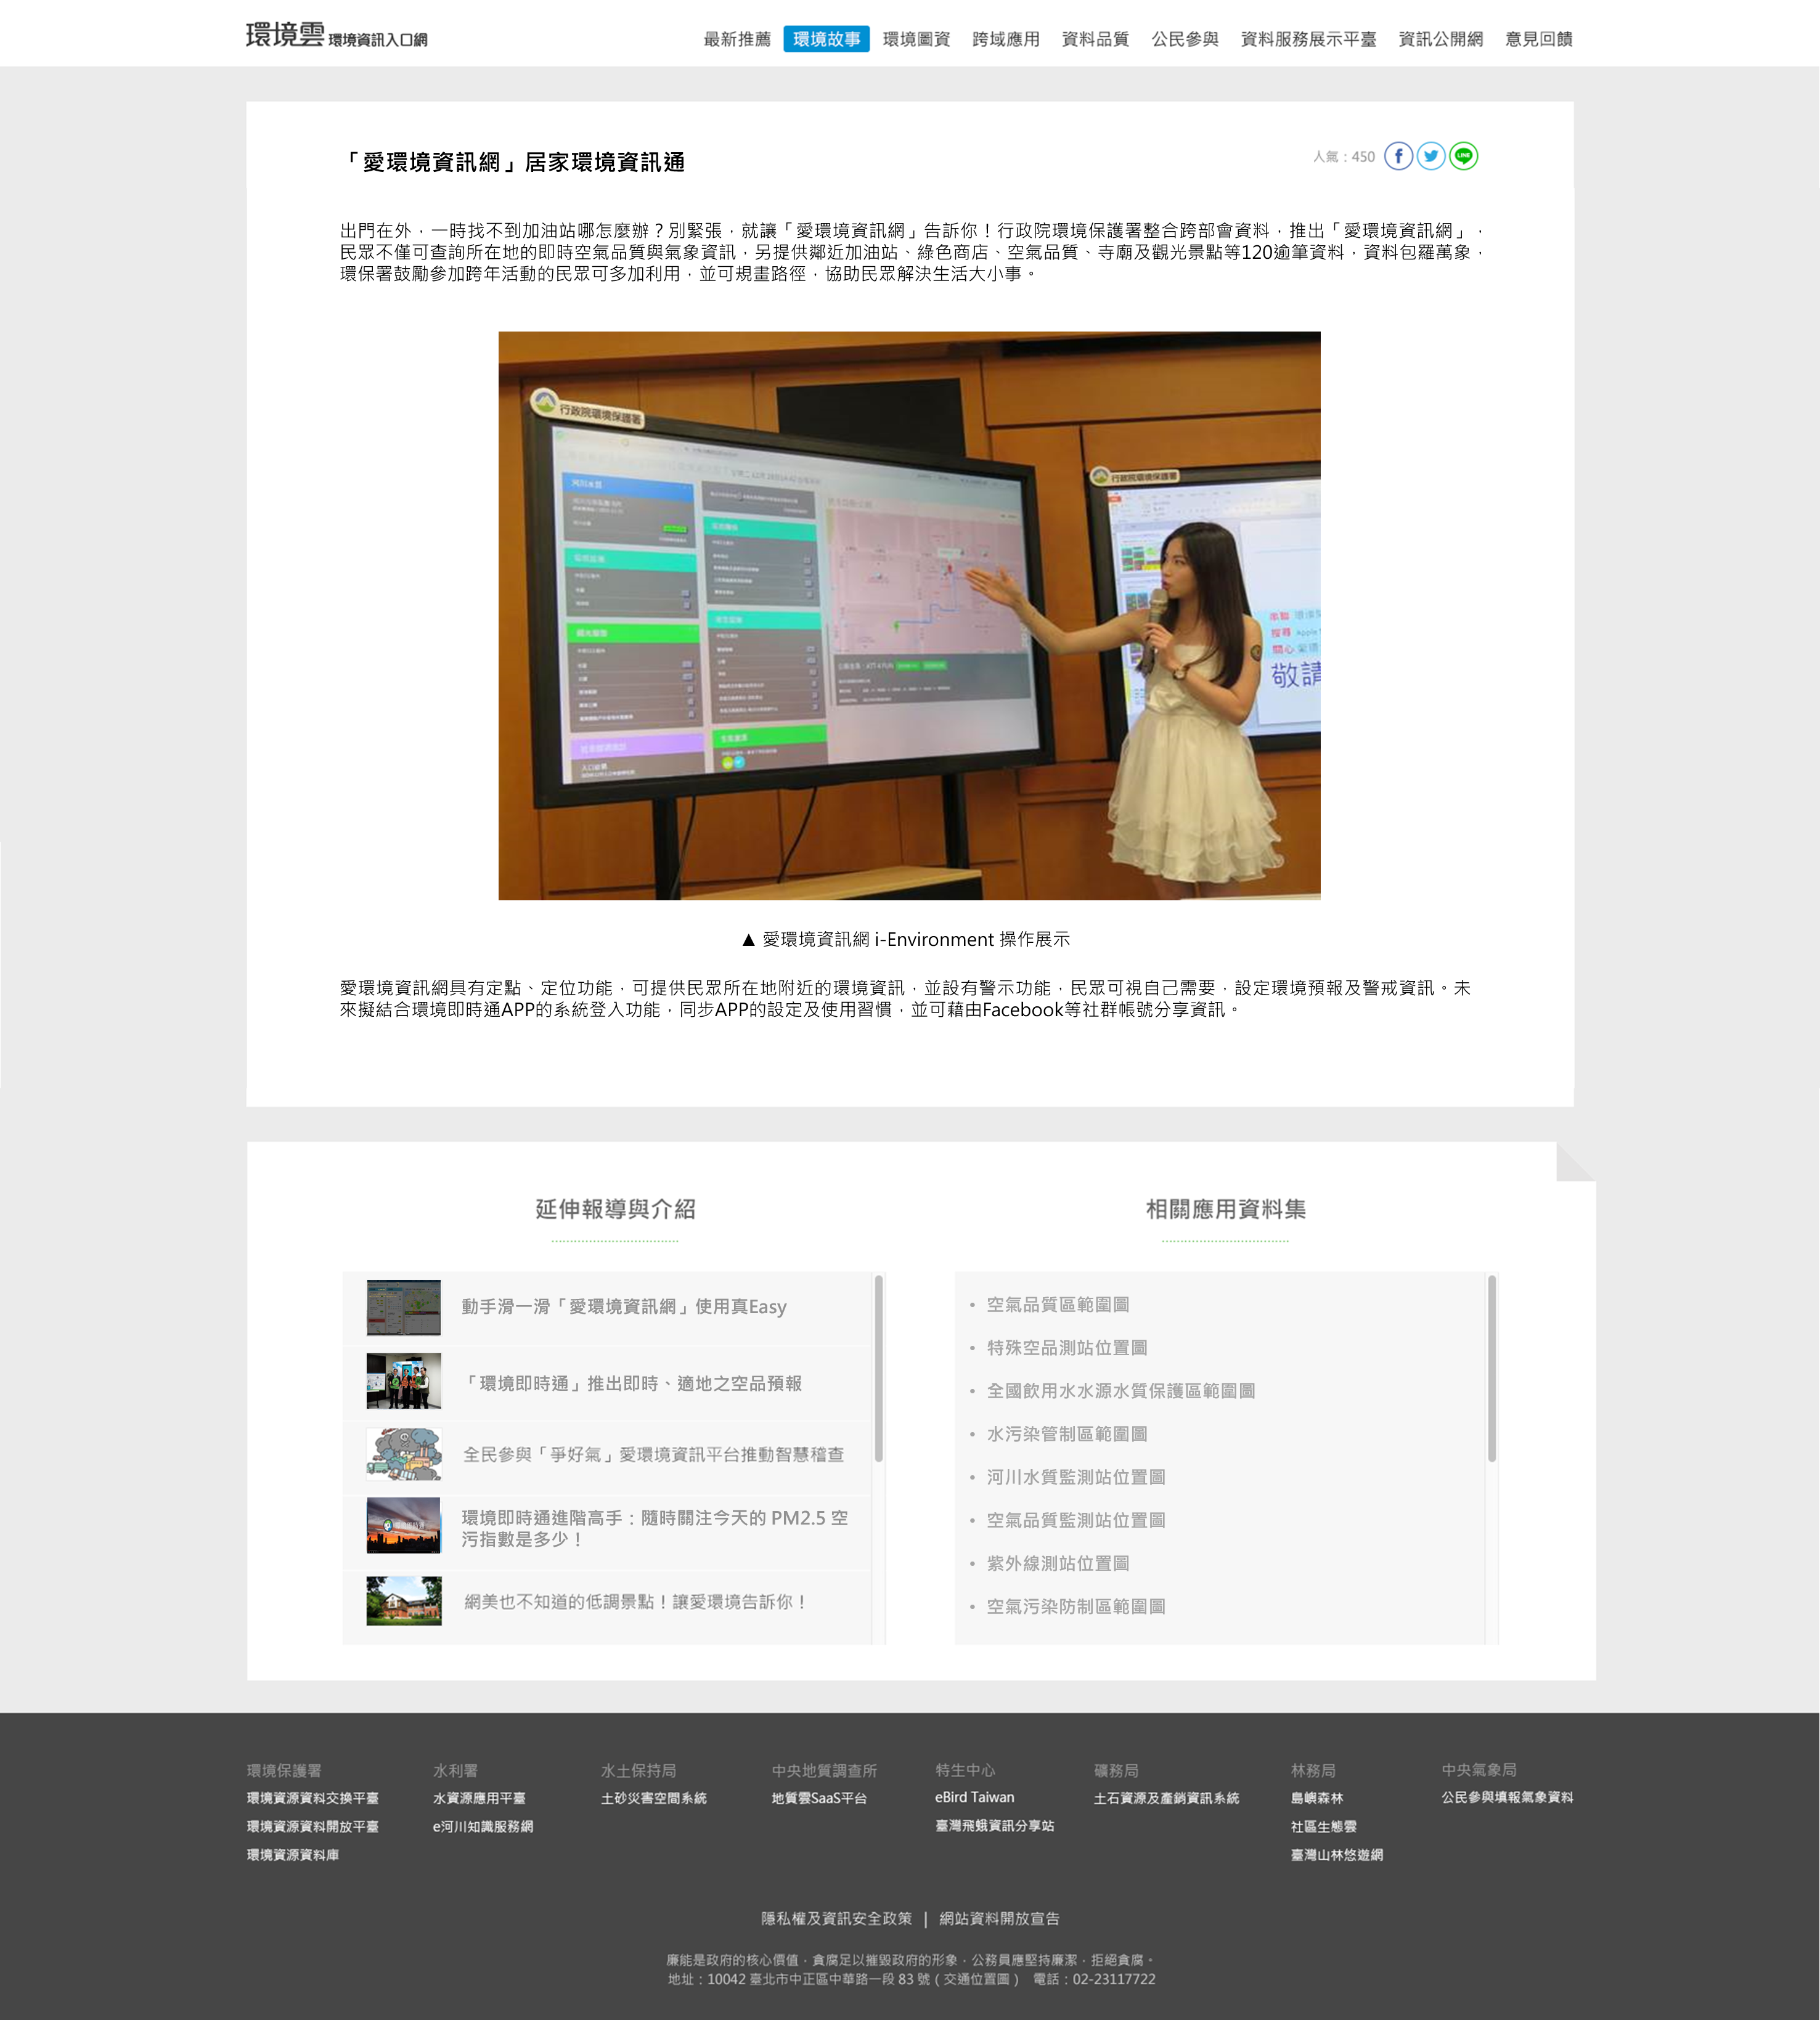 環境雲 環境資訊入口網
最新推薦 環境故事 環境圖資 跨域應用 資料品質 公民參與 資料服務展示平臺 資訊公開網 意見回饋
「愛環境資訊網」居家環境資訊通
人氣：450
LINE
出門在外，一時找不到加油站哪怎麼辦？別緊張，就讓「愛環境資訊網」告訴你！行政院環境保護署整合跨部會資料，推出「愛環境資訊網」，
民眾不僅可查詢所在地的即時空氣品質與氣象資訊，另提供鄰近加油站、綠色商店、空氣品質、寺廟及觀光景點等120逾筆資料，資料包羅萬象，
環保署鼓勵參加跨年活動的民眾可多加利用，並可規畫路徑，協助民眾解決生活大小事。
行政院環境保護署
行政院環境保護署
河川水質
搜尋 Apple
關心
敬請
▲ 愛環境資訊網 i-Environment 操作展示
愛環境資訊網具有定點、定位功能，可提供民眾所在地附近的環境資訊，並設有警示功能，民眾可視自己需要，設定環境預報及警戒資訊。未
來擬結合環境即時通APP的系統登入功能，同步APP的設定及使用習慣，並可藉由Facebook等社群帳號分享資訊。
延伸報導與介紹
動手滑一滑「愛環境資訊網」使用真Easy
「環境即時通」推出即時、適地之空品預報
全民參與「爭好氣」愛環境資訊平台推動智慧稽查
環境即時通進階高手：隨時關注今天的 PM2.5 空
污指數是多少！
網美也不知道的低調景點！讓愛環境告訴你！
相關應用資料集
• 空氣品質區範圍圖
• 特殊空品測站位置圖
• 全國飲用水水源水質保護區範圍圖
• 水污染管制區範圍圖
• 河川水質監測站位置圖
• 空氣品質監測站位置圖
• 紫外線測站位置圖
• 空氣污染防制區範圍圖
環境保護署
環境資源資料交換平臺
環境資源資料開放平臺
環境資源資料庫
水利署
水資源應用平臺
e河川知識服務網
水土保持局
土砂災害空間系統
中央地質調查所
地質雲SaaS平台
特生中心
eBird Taiwan
臺灣飛蛾資訊分享站
礦務局
土石資源及產銷資訊系統
林務局
島嶼森林
社區生態雲
臺灣山林悠遊網
中央氣象局
公民參與填報氣象資料
隱私權及資訊安全政策 | 網站資料開放宣告
廉能是政府的核心價值，貪腐足以摧毀政府的形象，公務員應堅持廉潔，拒絕貪腐。
地址：10042 臺北市中正區中華路一段 83 號（交通位置圖） 電話：02-23117722